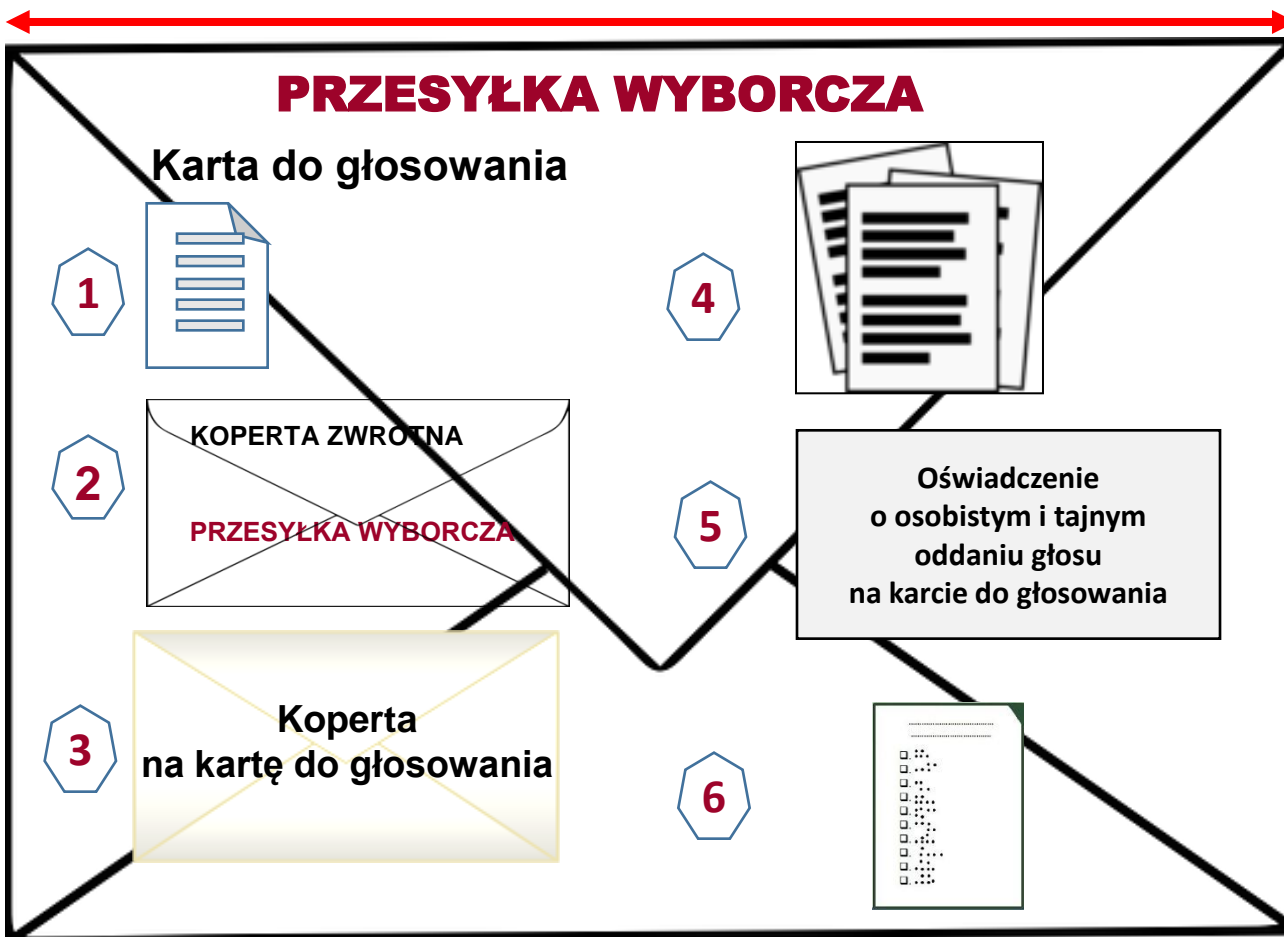 PRZESYŁKA WYBORCZA
Karta do głosowania
1
2
KOPERTA ZWROTNA
PRZESYŁKA WYBORCZA
3
Koperta
na kartę do głosowania
4
5
Oświadczenie
o osobistym i tajnym
oddaniu głosu
na karcie do głosowania
6